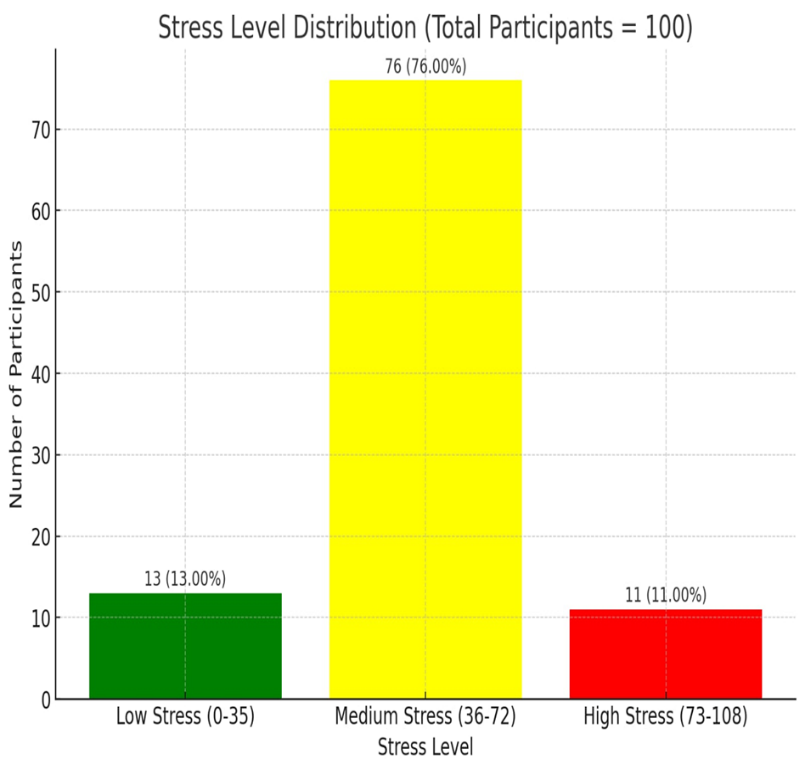 Stress Level Distribution (Total Participants = 100)
76 (76.00%)
13 (13.00%)
11 (11.00%)
Number of Participants
70
60
50
40
30
20
10
0
Low Stress (0-35)
Medium Stress (36-72)
High Stress (73-108)
Stress Level